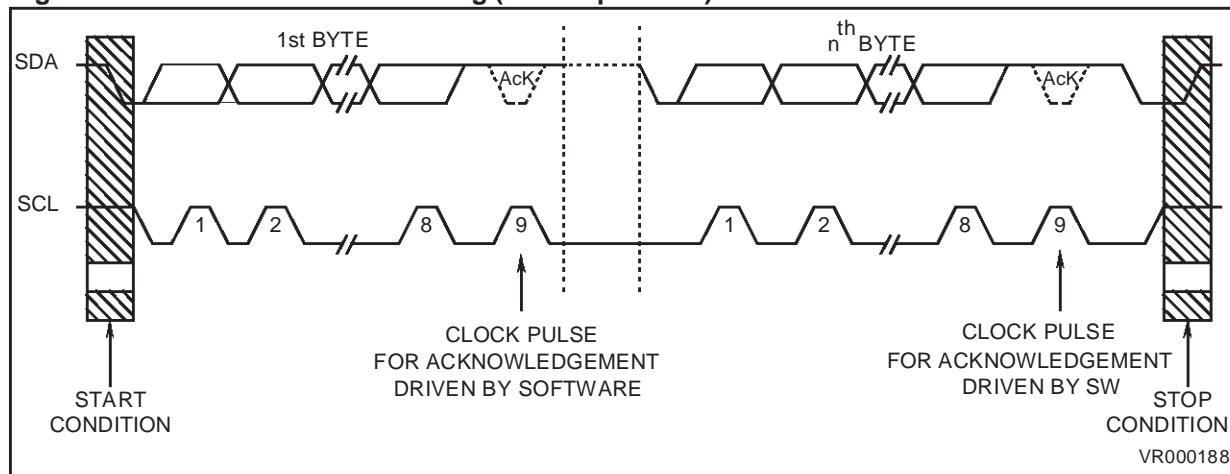 1st BYTE
n th BYTE
SDA
AcK
AcK
SCL
1
2
8
9
1
2
8
9
CLOCK PULSE
FOR ACKNOWLEDGEMENT
DRIVEN BY SOFTWARE
CLOCK PULSE
FOR ACKNOWLEDGEMENT
DRIVEN BY SW
START
CONDITION
STOP
CONDITION
VR000188